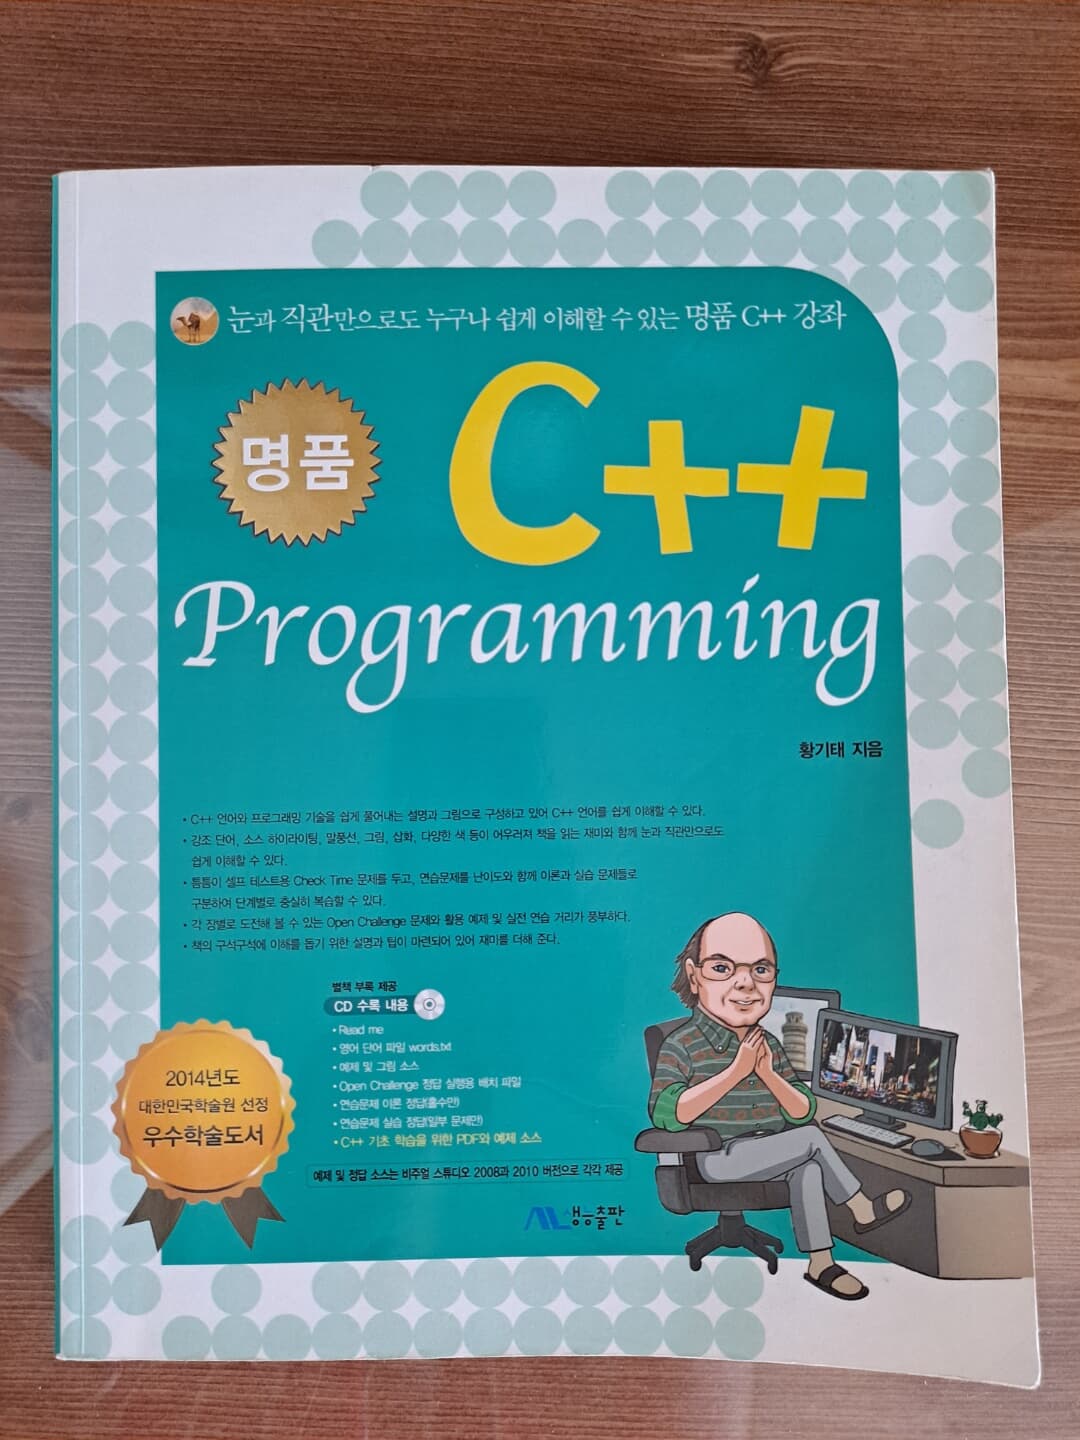 눈과 직관만으로도 누구나 쉽게 이해할 수 있는 명품 C++ 강좌
명품
C++
Programming
황기태 지음
• C++ 언어와 프로그래밍 기술을 쉽게 풀어내는 설명과 그림으로 구성하고 있어 C++ 언어를 쉽게 이해할 수 있다.
• 강조 단어, 소스 하이라이팅, 말풍선, 그림, 삽화, 다양한 색 등이 어우러져 책을 읽는 재미와 함께 눈과 직관만으로도
쉽게 이해할 수 있다.
• 틈틈이 셀프 테스트용 Check Time 문제를 두고, 연습문제를 난이도와 함께 이론과 실습 문제들로
구분하여 단계별로 충실히 복습할 수 있다.
• 각 장별로 도전해 볼 수 있는 Open Challenge 문제와 활용 예제 및 실전 연습 거리가 풍부하다.
• 책의 구석구석에 이해를 돕기 위한 설명과 팁이 마련되어 있어 재미를 더해 준다.
별책 부록 제공
CD 수록 내용
• Read me
• 영어 단어 파일 words.txt
• 예제 및 그림 소스
• Open Challenge 정답 실행용 배치 파일
• 연습문제 이론 정답(홀수만)
• 연습문제 실습 정답(일부 문제만)
• C++ 기초 학습을 위한 PDF와 예제 소스
예제 및 정답 소스는 비주얼 스튜디오 2008과 2010 버전으로 각각 제공
2014년도
대한민국학술원 선정
우수학술도서
생능출판